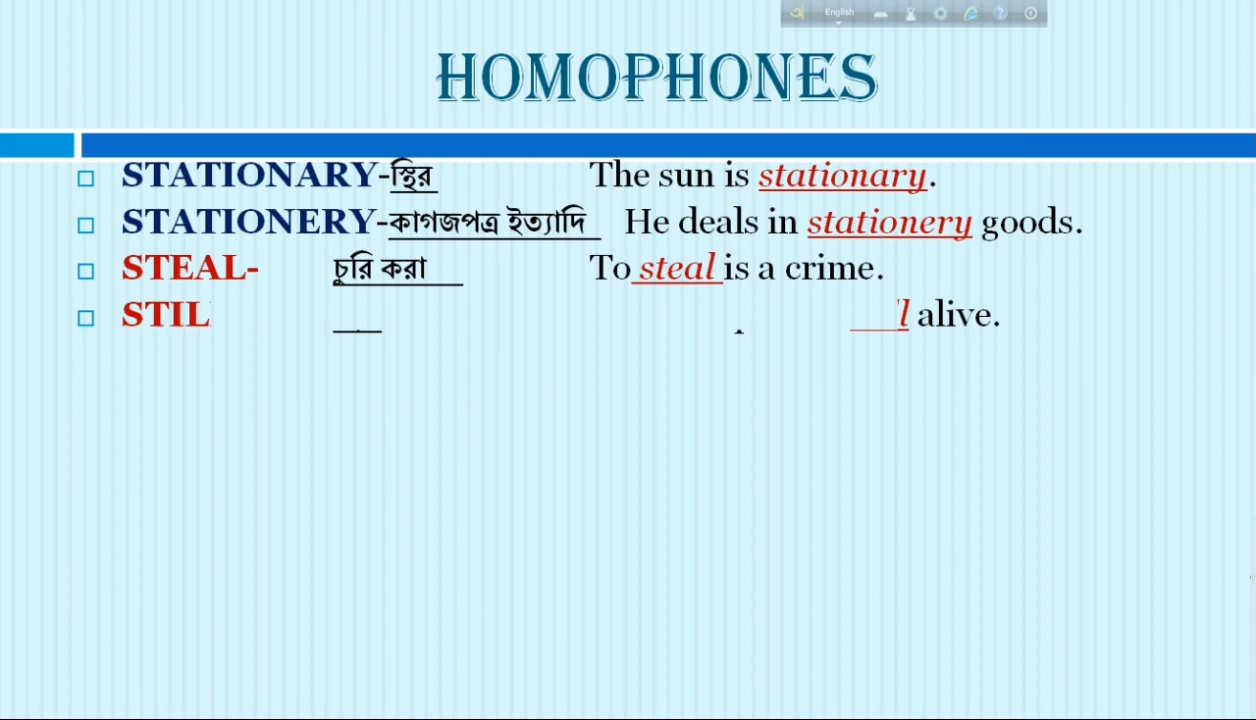 অ English
HOMOPHONES
STATIONARY-স্থির The sun is stationary.
STATIONERY-কাগজপত্র ইত্যাদি He deals in stationery goods.
STEAL- চুরি করা To steal is a crime.
alive.